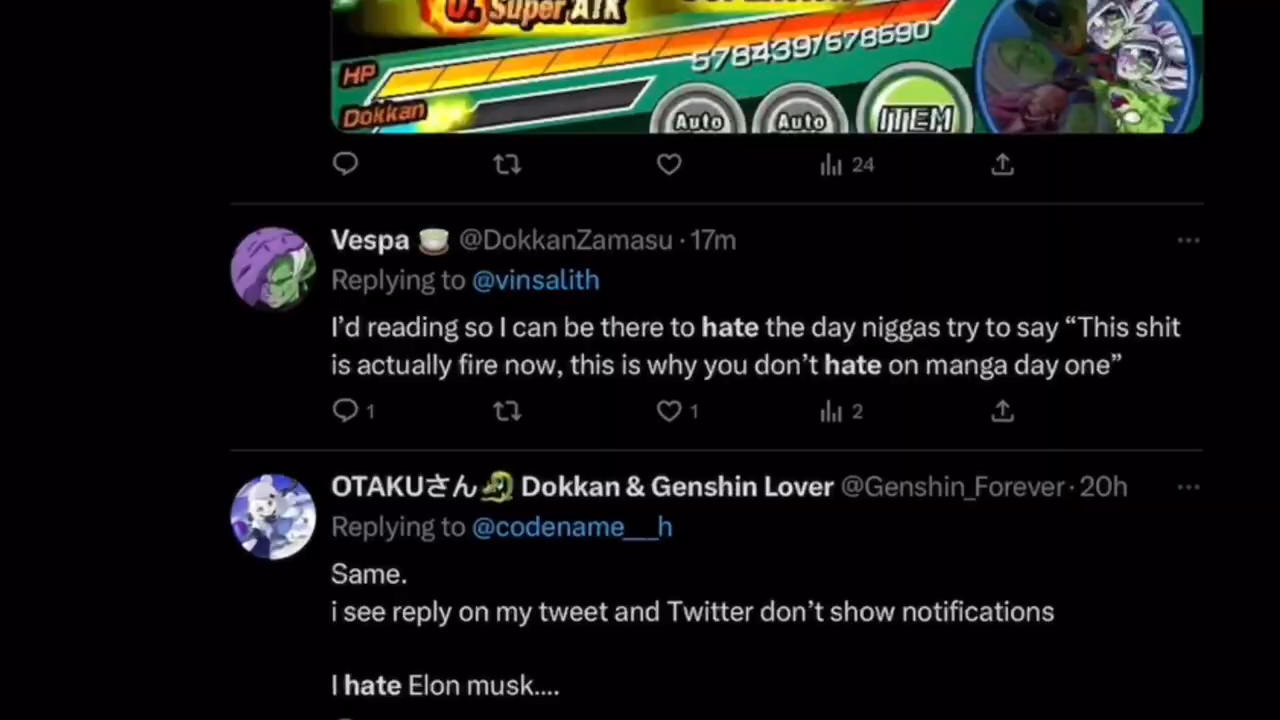 U. Super ATK
578439/578590
HP
Dokkan
Auto
Auto
ITEM
24
Vespa 🍵 @DokkanZamasu · 17m
Replying to @vinsalith
I’d reading so I can be there to hate the day niggas try to say “This shit
is actually fire now, this is why you don’t hate on manga day one”
1
1
2
OTAKUさん🐉 Dokkan & Genshin Lover @Genshin_Forever · 20h
Replying to @codename__h
Same.
i see reply on my tweet and Twitter don’t show notifications
I hate Elon musk....